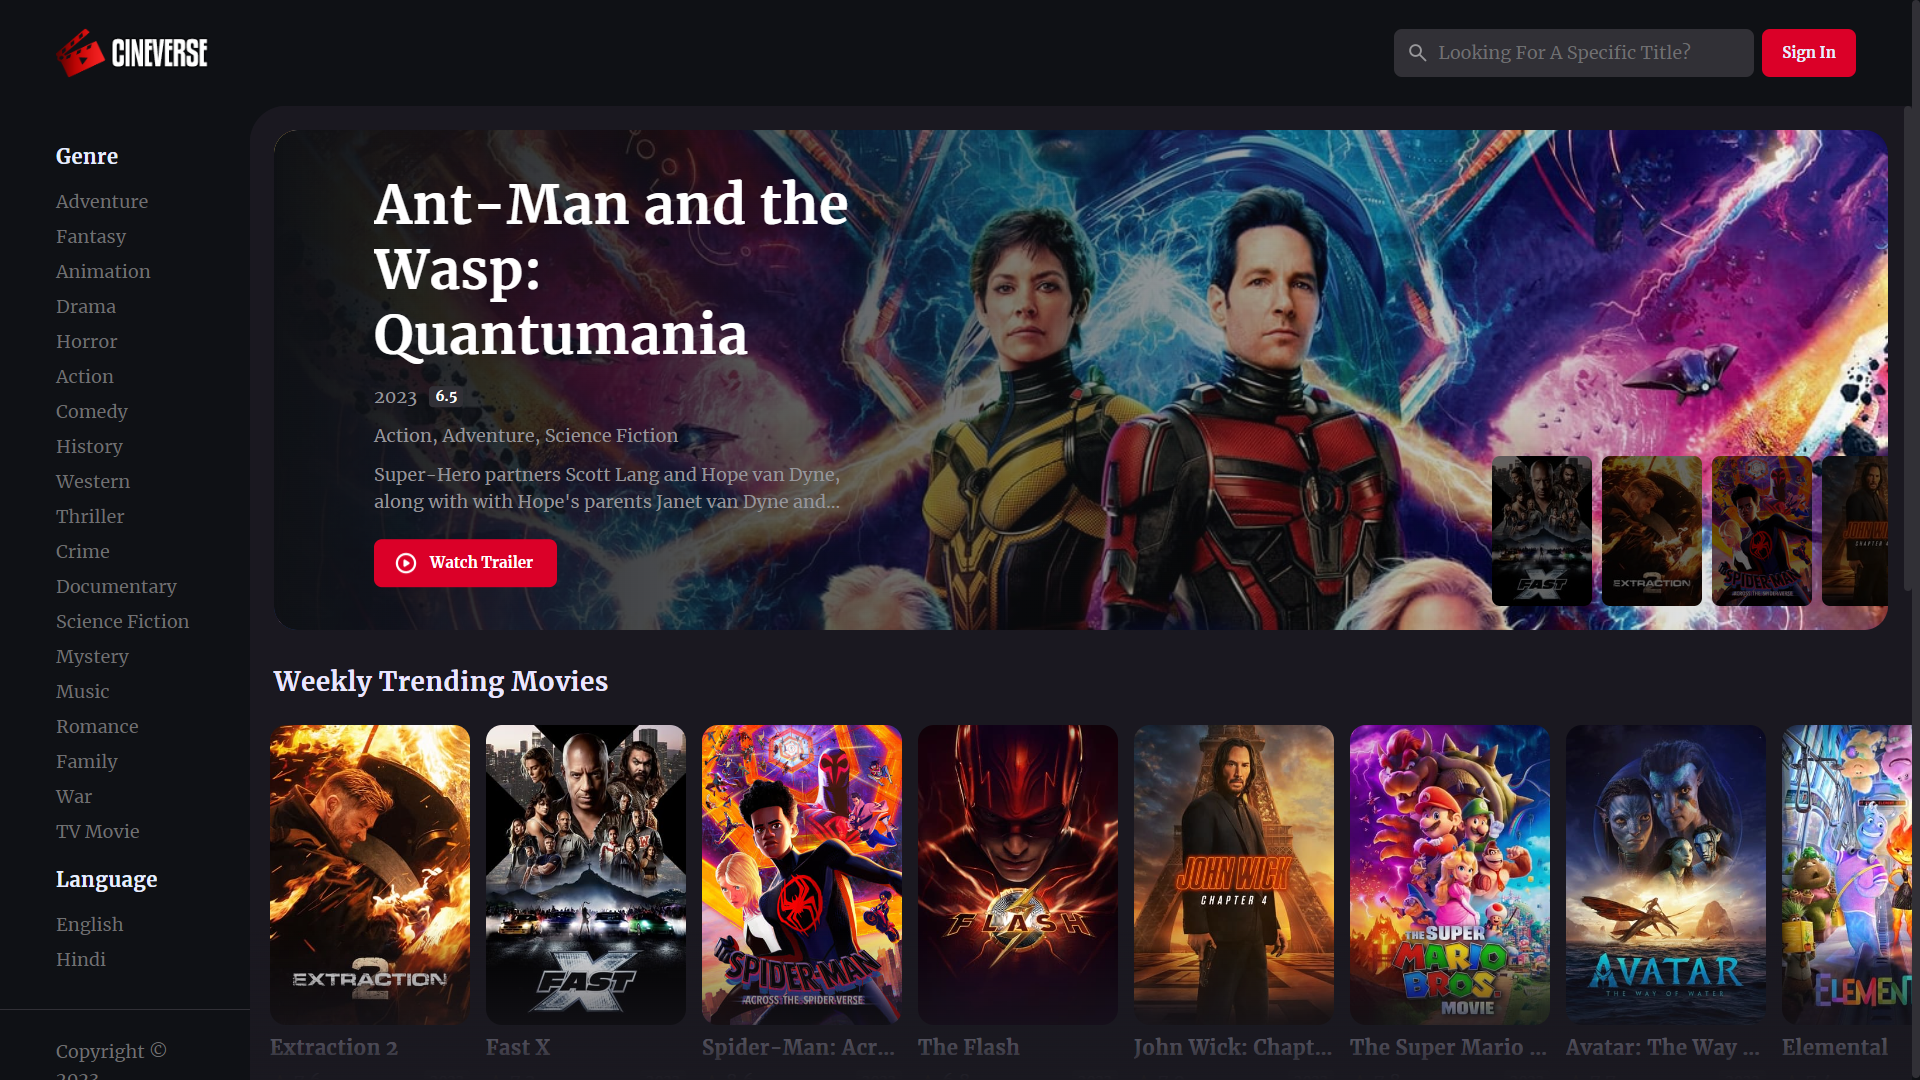 CINEVERSE
Looking For A Specific Title?
Sign In
Genre
Adventure
Fantasy
Animation
Drama
Horror
Action
Comedy
History
Western
Thriller
Crime
Documentary
Science Fiction
Mystery
Music
Romance
Family
War
TV Movie
Language
English
Hindi
Copyright ©
2023
Ant-Man and the
Wasp:
Quantumania
2023 6.5
Action, Adventure, Science Fiction
Super-Hero partners Scott Lang and Hope van Dyne,
along with with Hope's parents Janet van Dyne and...
Watch Trailer
FAST X
EXTRACTION 2
SPIDER-MAN
ACROSS THE SPIDER-VERSE
JOHN WI
CHAPTER 4
Weekly Trending Movies
EXTRACTION 2
FAST X
SPIDER-MAN
ACROSS THE SPIDER-VERSE
FLASH
JOHN WICK
CHAPTER 4
THE SUPER
MARIO
BROS.
MOVIE
AVATAR
THE WAY OF WATER
ELEMEN
Extraction 2
Fast X
Spider-Man: Acr...
The Flash
John Wick: Chapt...
The Super Mario ...
Avatar: The Way ...
Elemental